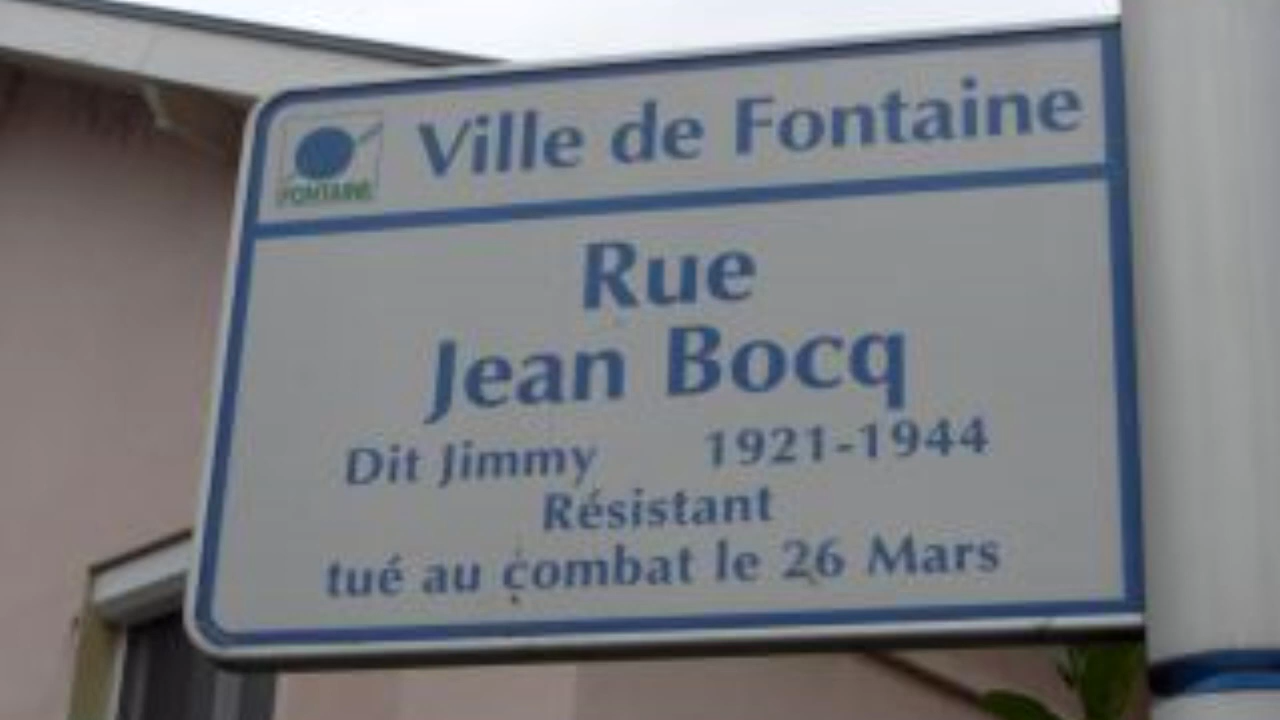 FONTAINE
Ville de Fontaine
Rue
Jean Bocq
Dit Jimmy 1921-1944
Résistant
tué au combat le 26 Mars